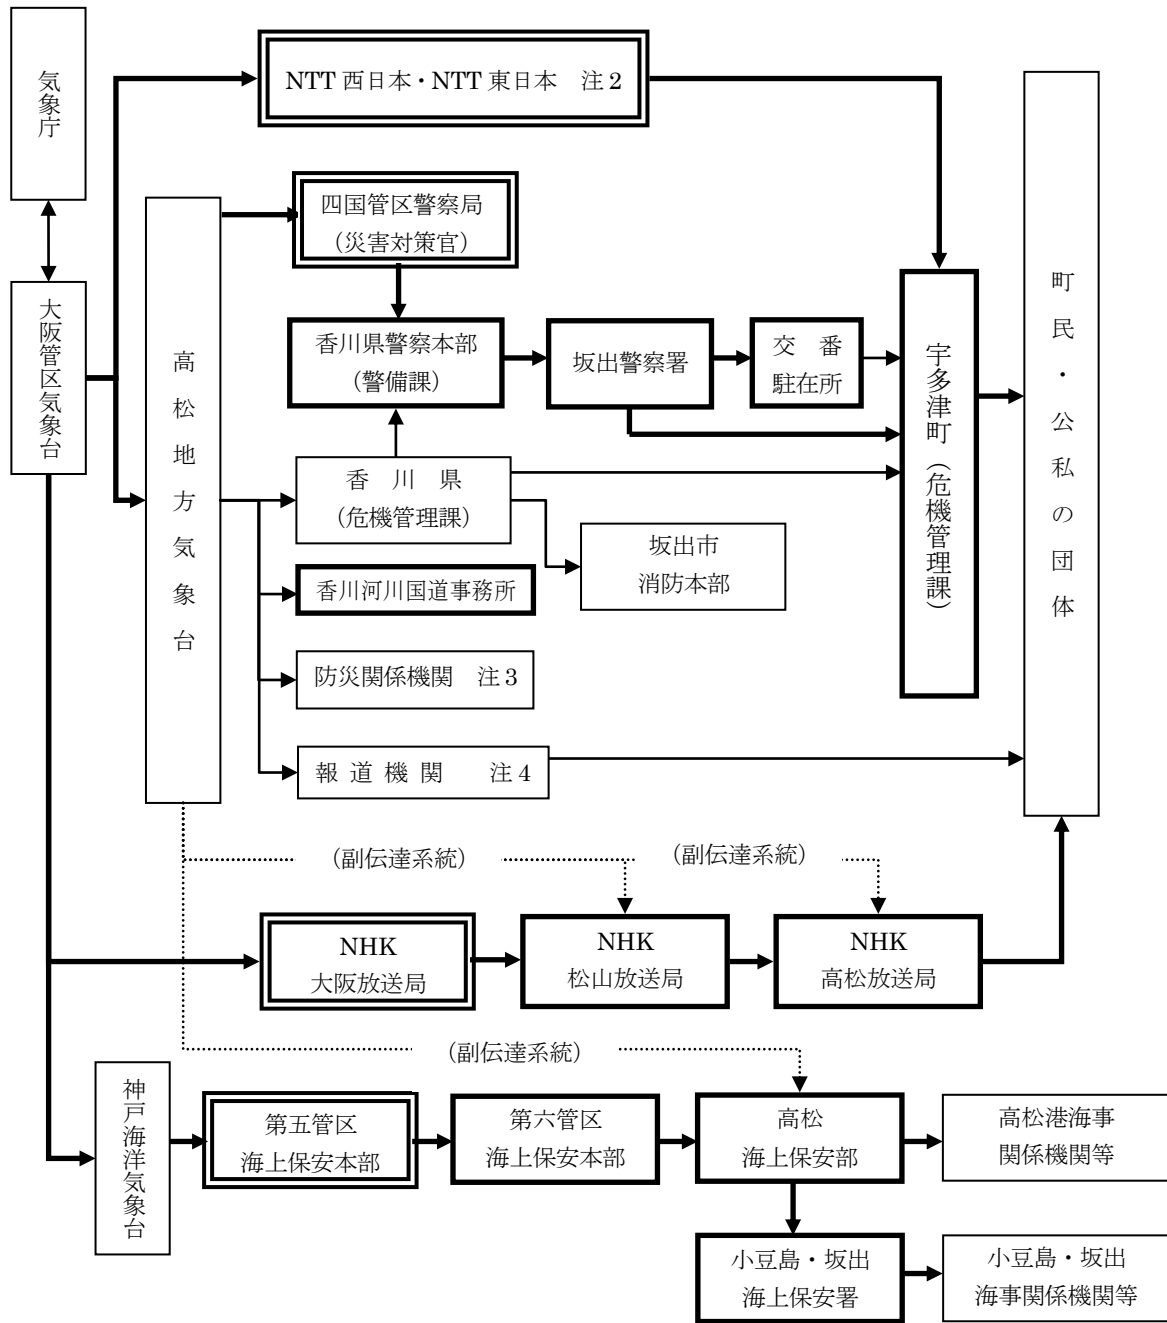 気象庁
NTT 西日本・NTT 東日本　注２
大阪管区気象台
高松地方気象台
四国管区警察局
（災害対策官）
香川県警察本部
（警備課）
坂出警察署
交　番
駐在所
宇多津町（危機管理課）
町民・公私の団体
香　川　県
（危機管理課）
坂出市
消防本部
香川河川国道事務所
防災関係機関　注３
報 道 機 関　　注４
（副伝達系統）
（副伝達系統）
NHK
大阪放送局
NHK
松山放送局
NHK
高松放送局
（副伝達系統）
神戸海洋気象台
第五管区
海上保安本部
第六管区
海上保安本部
高松
海上保安部
高松港海事
関係機関等
小豆島・坂出
海上保安署
小豆島・坂出
海事関係機関等